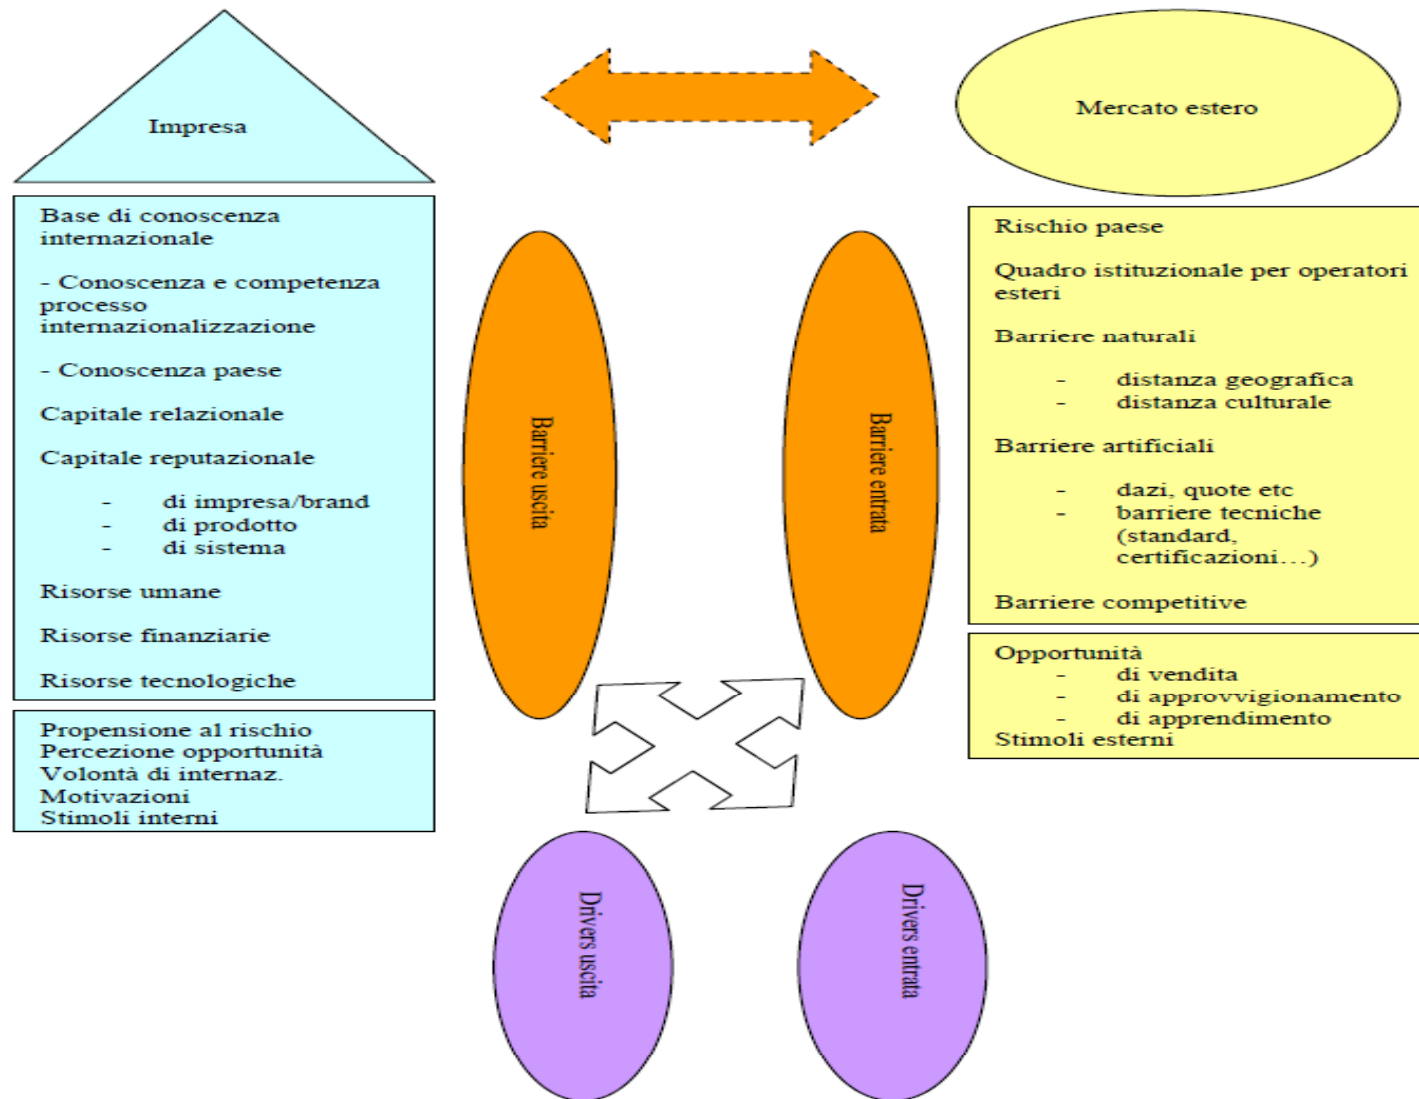 Impresa
Mercato estero
Base di conoscenza
internazionale
- Conoscenza e competenza
processo
internazionalizzazione
- Conoscenza paese
Capitale relazionale
Capitale reputazionale
- di impresa/brand
- di prodotto
- di sistema
Risorse umane
Risorse finanziarie
Risorse tecnologiche
Propensione al rischio
Percezione opportunità
Volontà di internaz.
Motivazioni
Stimoli interni
Barriere uscita
Barriere entrata
Drivers uscita
Drivers entrata
Rischio paese
Quadro istituzionale per operatori
esteri
Barriere naturali
- distanza geografica
- distanza culturale
Barriere artificiali
- dazi, quote etc
- barriere tecniche
(standard,
certificazioni…)
Barriere competitive
Opportunità
- di vendita
- di approvvigionamento
- di apprendimento
Stimoli esterni